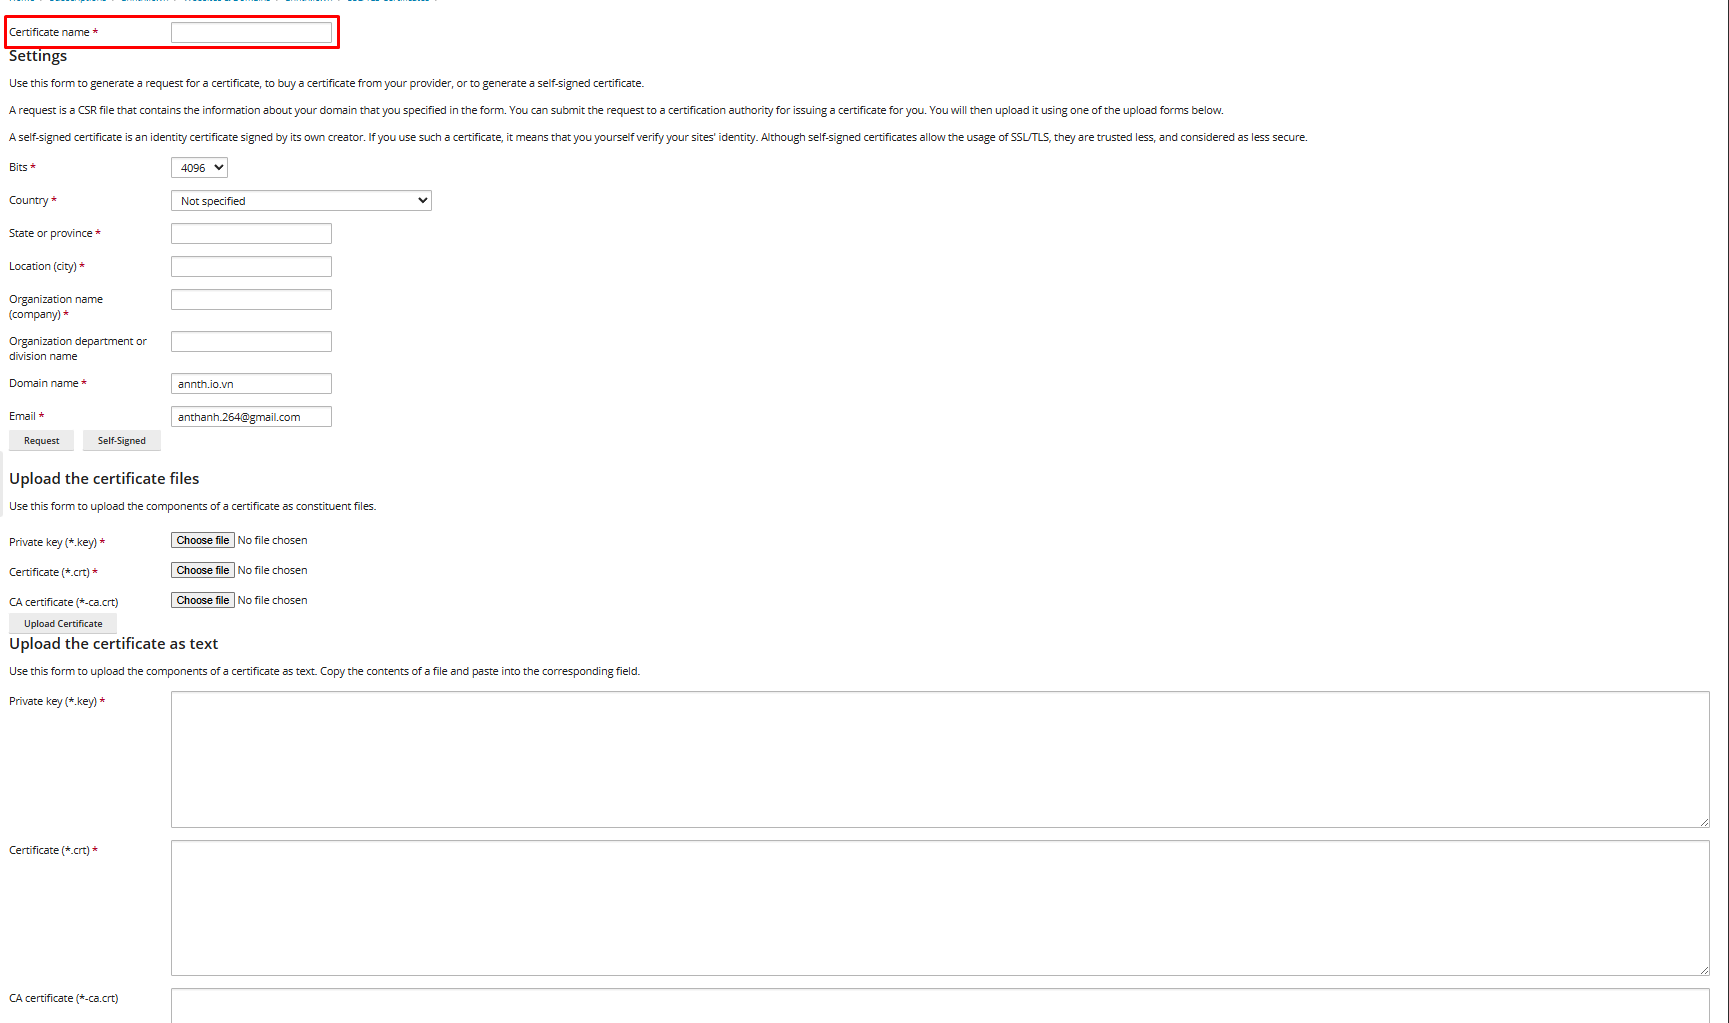 Certificate name *
Settings
Use this form to generate a request for a certificate, to buy a certificate from your provider, or to generate a self-signed certificate.
A request is a CSR file that contains the information about your domain that you specified in the form. You can submit the request to a certification authority for issuing a certificate for you. You will then upload it using one of the upload forms below.
A self-signed certificate is an identity certificate signed by its own creator. If you use such a certificate, it means that you yourself verify your sites' identity. Although self-signed certificates allow the usage of SSL/TLS, they are trusted less, and considered as less secure.
Bits * 4096
Country * Not specified
State or province *
Location (city) *
Organization name
(company) *
Organization department or
division name
Domain name * annth.io.vn
Email * anthanh.264@gmail.com
Request Self-Signed
Upload the certificate files
Use this form to upload the components of a certificate as constituent files.
Private key (*.key) * Choose file No file chosen
Certificate (*.crt) * Choose file No file chosen
CA certificate (*-ca.crt) Choose file No file chosen
Upload Certificate
Upload the certificate as text
Use this form to upload the components of a certificate as text. Copy the contents of a file and paste into the corresponding field.
Private key (*.key) *
Certificate (*.crt) *
CA certificate (*-ca.crt)